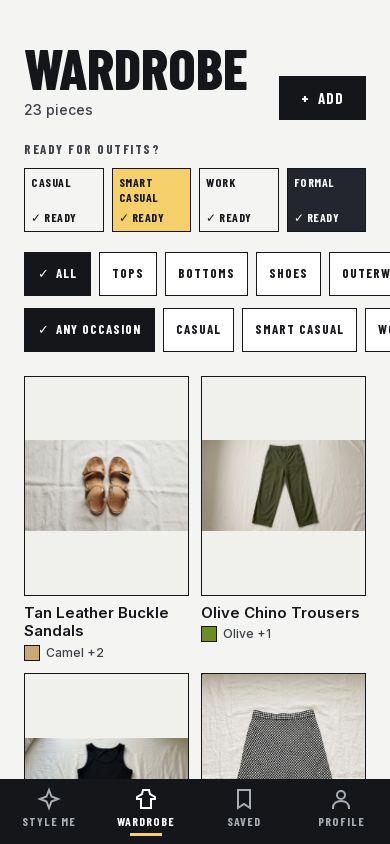 WARDROBE
23 pieces
+ ADD
READY FOR OUTFITS?
CASUAL
✓ READY
SMART
CASUAL
✓ READY
WORK
✓ READY
FORMAL
✓ READY
✓ ALL
TOPS
BOTTOMS
SHOES
OUTERW
✓ ANY OCCASION
CASUAL
SMART CASUAL
WO
Tan Leather Buckle
Sandals
Camel +2
Olive Chino Trousers
Olive +1
STYLE ME
WARDROBE
SAVED
PROFILE